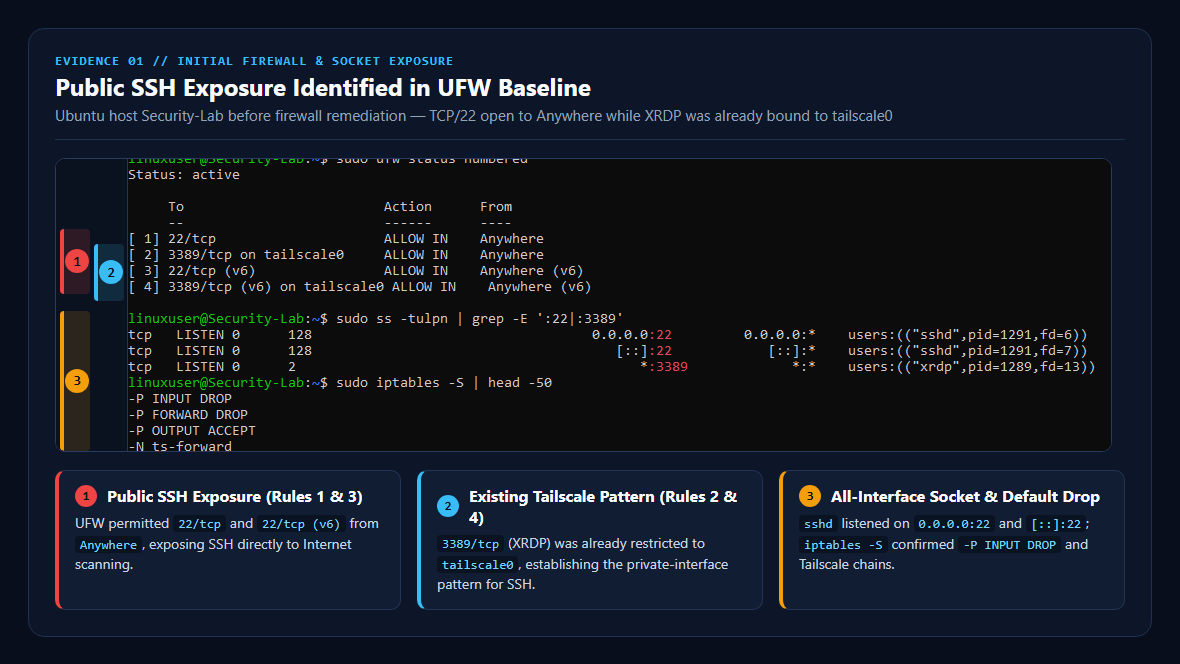 EVIDENCE 01 // INITIAL FIREWALL & SOCKET EXPOSURE
Public SSH Exposure Identified in UFW Baseline
Ubuntu host Security-Lab before firewall remediation — TCP/22 open to Anywhere while XRDP was already bound to tailscale0
linuxuser@Security-Lab:~$ sudo ufw status numbered
Status: active
To Action From
-- ------ ----
[ 1] 22/tcp ALLOW IN Anywhere
[ 2] 3389/tcp on tailscale0 ALLOW IN Anywhere
[ 3] 22/tcp (v6) ALLOW IN Anywhere (v6)
[ 4] 3389/tcp (v6) on tailscale0 ALLOW IN Anywhere (v6)
1
2
linuxuser@Security-Lab:~$ sudo ss -tulpn | grep -E ':22|:3389'
tcp LISTEN 0 128 0.0.0.0:22 0.0.0.0:* users:(("sshd",pid=1291,fd=6))
tcp LISTEN 0 128 [::]:22 [::]:* users:(("sshd",pid=1291,fd=7))
tcp LISTEN 0 2 *:3389 *:* users:(("xrdp",pid=1289,fd=13))
3
linuxuser@Security-Lab:~$ sudo iptables -S | head -50
-P INPUT DROP
-P FORWARD DROP
-P OUTPUT ACCEPT
-N ts-forward
1 Public SSH Exposure (Rules 1 & 3)
UFW permitted 22/tcp and 22/tcp (v6) from
Anywhere, exposing SSH directly to Internet
scanning.
2 Existing Tailscale Pattern (Rules 2 &
4)
3389/tcp (XRDP) was already restricted to
tailscale0, establishing the private-interface
pattern for SSH.
3 All-Interface Socket & Default Drop
sshd listened on 0.0.0.0:22 and [::]:22;
iptables -S confirmed -P INPUT DROP and
Tailscale chains.